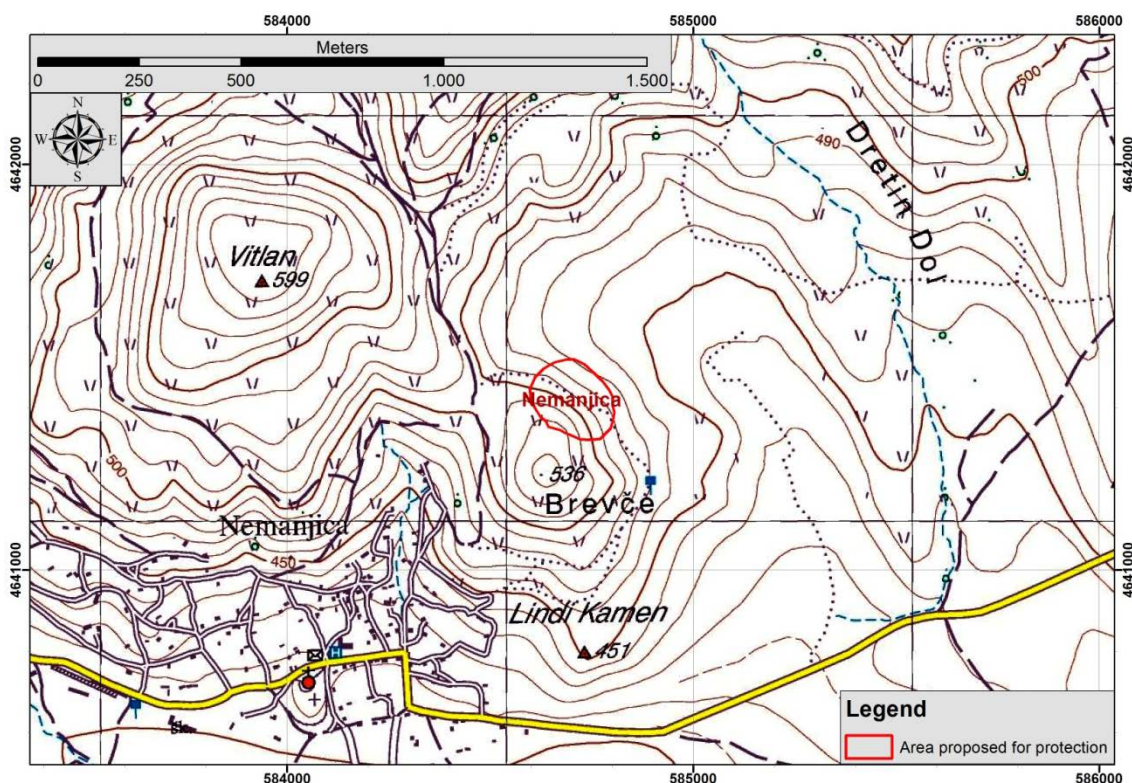 584000
585000
586000
Meters
0
250
500
1.000
1.500
N
W
E
S
500
4642000
4642000
490
Dretin Dol
Vitlan
599
Nemanjica
500
536
Brevče
Nemanjica
450
4641000
4641000
Lindi Kamen
451
H
Legend
Area proposed for protection
584000
585000
586000